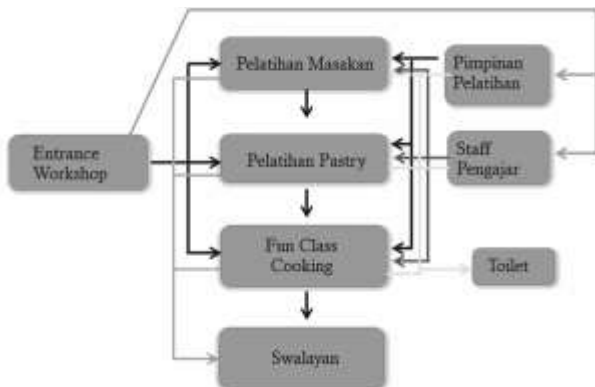 Pelatihan Masakan
Pimpinan
Pelatihan
Entrance
Workshop
Pelatihan Pastry
Staff
Pengajar
Fun Class
Cooking
Toilet
Swalayan